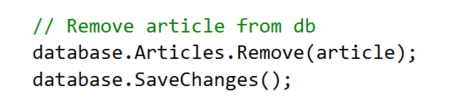 // Remove article from db
database.Articles.Remove(article);
database.SaveChanges();